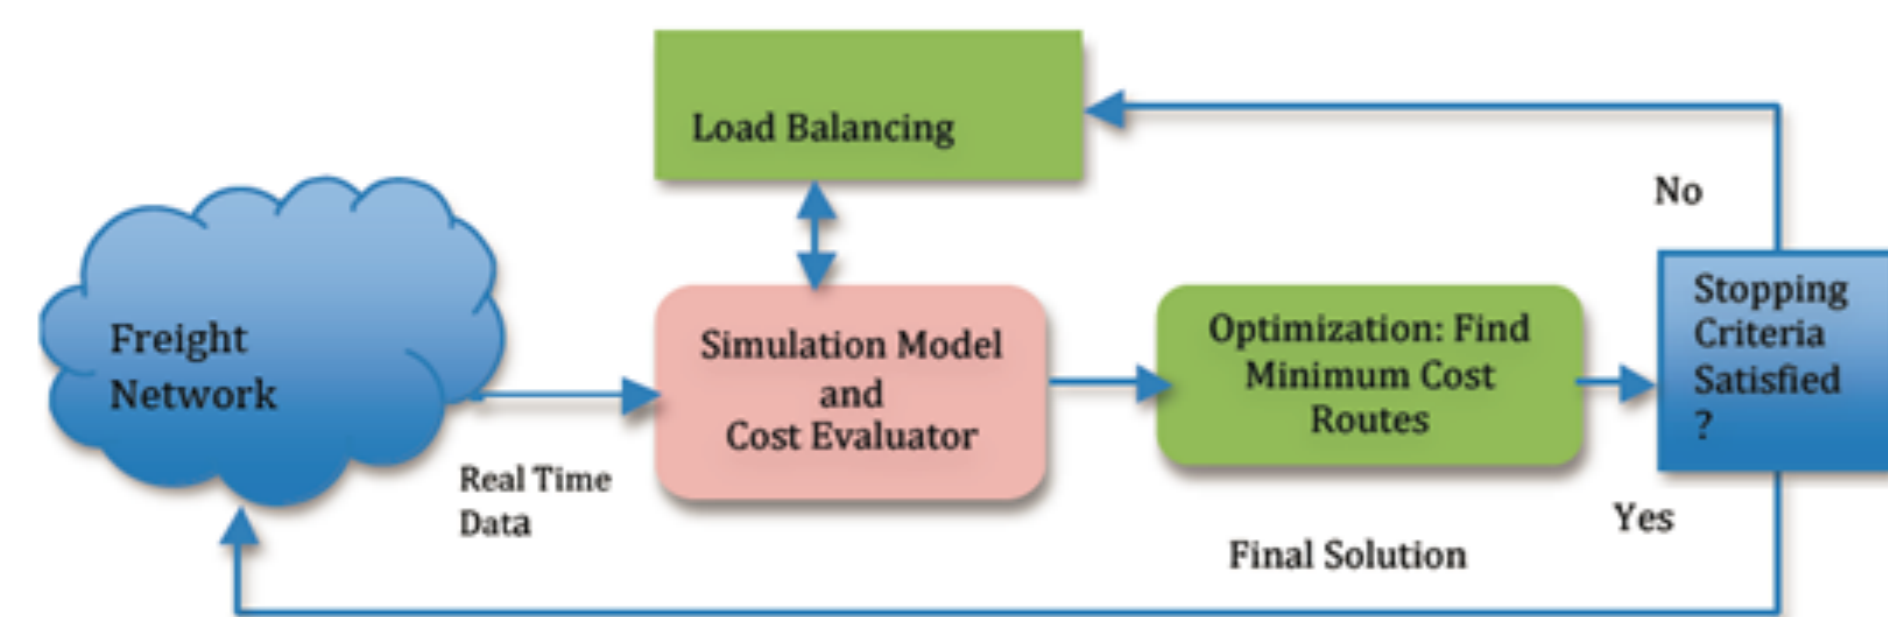 Load Balancing
No
Freight
Network
Real Time
Data
Simulation Model
and
Cost Evaluator
Optimization: Find
Minimum Cost
Routes
Stopping
Criteria
Satisfied
?
Yes
Final Solution